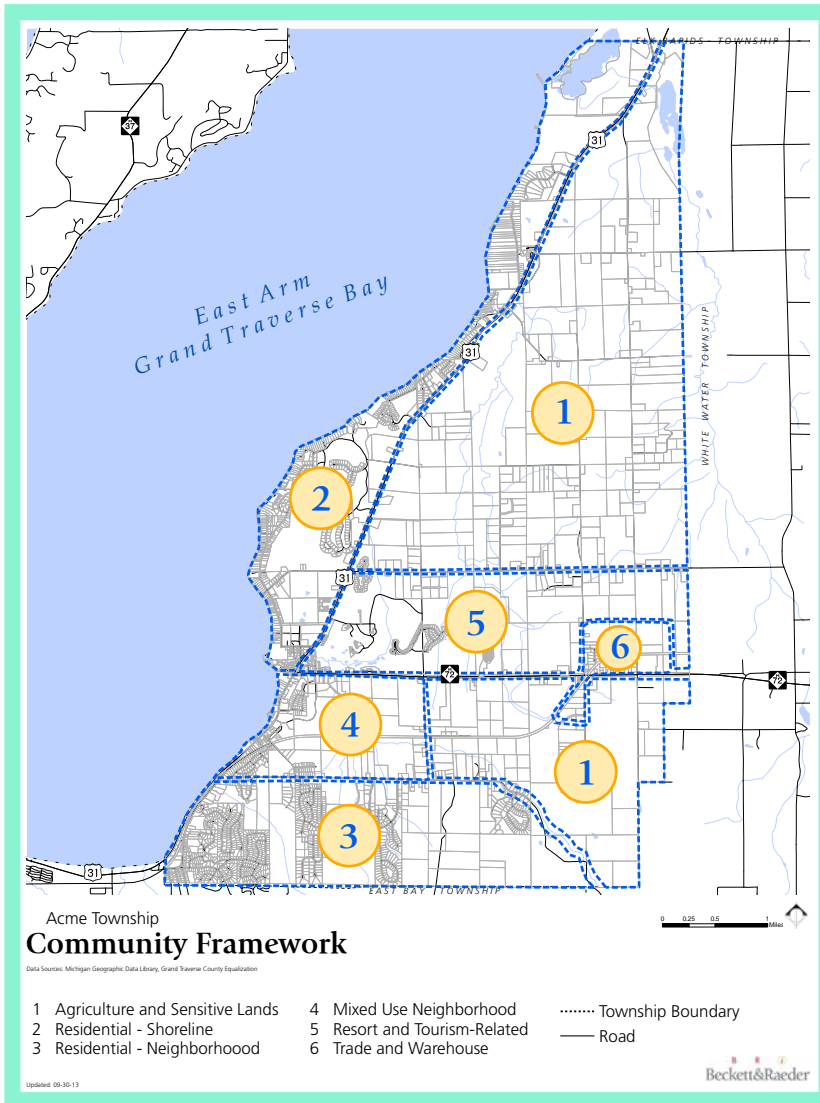 ELK RAPIDS - TOWNSHIP
37
31
East Arm
Grand Traverse Bay
WHITE WATER TOWNSHIP
31
1
2
31
5
6
72
72
4
1
3
31
EAST BAY TOWNSHIP
Acme Township
Community Framework
Data Sources: Michigan Geographic Data Library, Grand Traverse County Equalization
0 0.25 0.5 1
Miles
1 Agriculture and Sensitive Lands
2 Residential - Shoreline
3 Residential - Neighborhoood
4 Mixed Use Neighborhood
5 Resort and Tourism-Related
6 Trade and Warehouse
Township Boundary
Road
Updated: 09-30-13
B R i
Beckett&Raeder